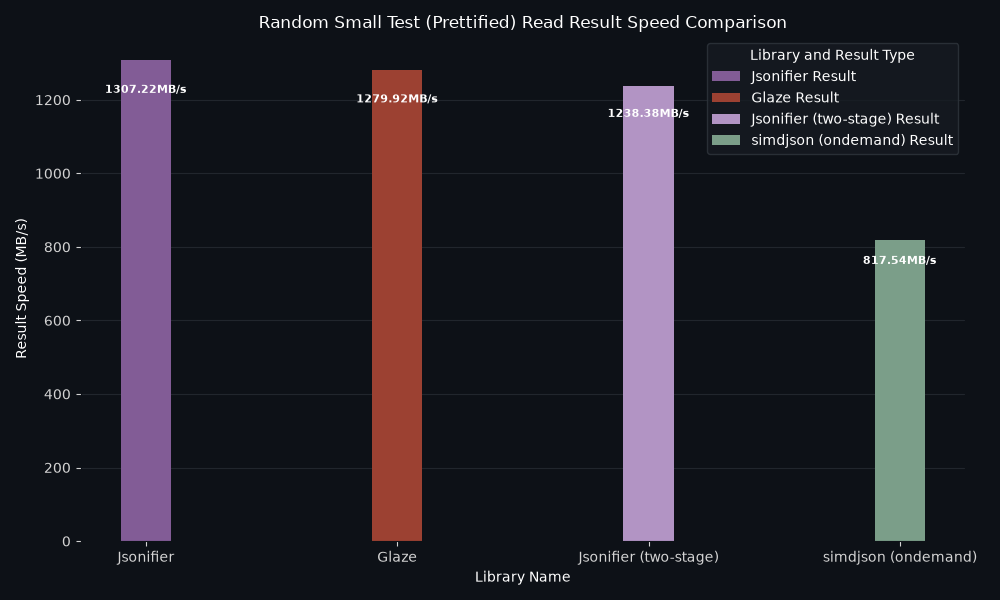 Random Small Test (Prettified) Read Result Speed Comparison
Library and Result Type
Jsonifier Result
Glaze Result
Jsonifier (two-stage) Result
simdjson (ondemand) Result
1307.22MB/s
1279.92MB/s
1238.38MB/s
817.54MB/s
Result Speed (MB/s)
1200
1000
800
600
400
200
0
Jsonifier
Glaze
Jsonifier (two-stage)
simdjson (ondemand)
Library Name